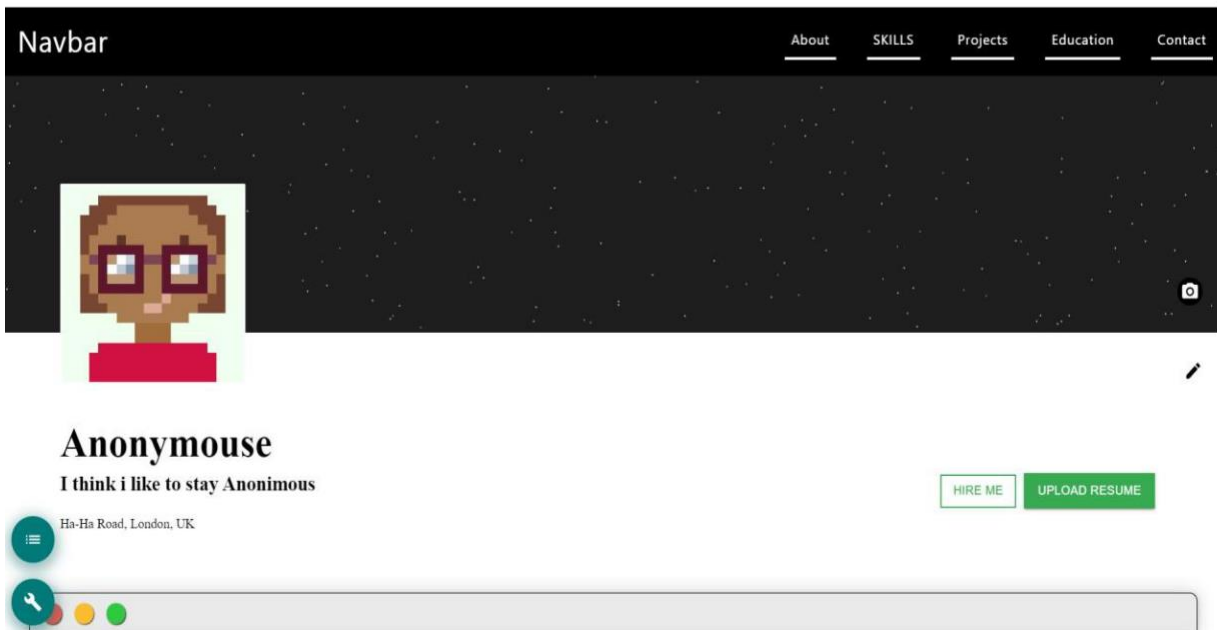 Navbar
About SKILLS Projects Education Contact
Anonymouse
I think i like to stay Anonimous
HIRE ME UPLOAD RESUME
Ha-Ha Road, London, UK